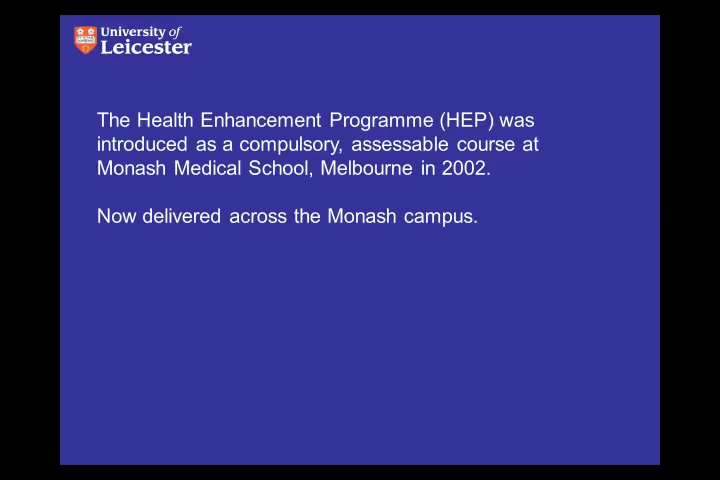 University of
Leicester
The Health Enhancement Programme (HEP) was
introduced as a compulsory, assessable course at
Monash Medical School, Melbourne in 2002.
Now delivered across the Monash campus.